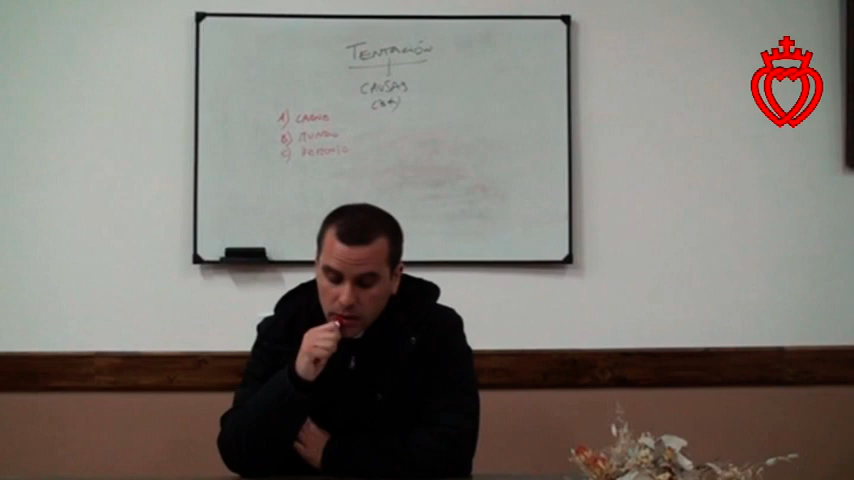 TENTACIÓN
CAUSAS
A) CARNE
B) MUNDO
C) DEMONIO